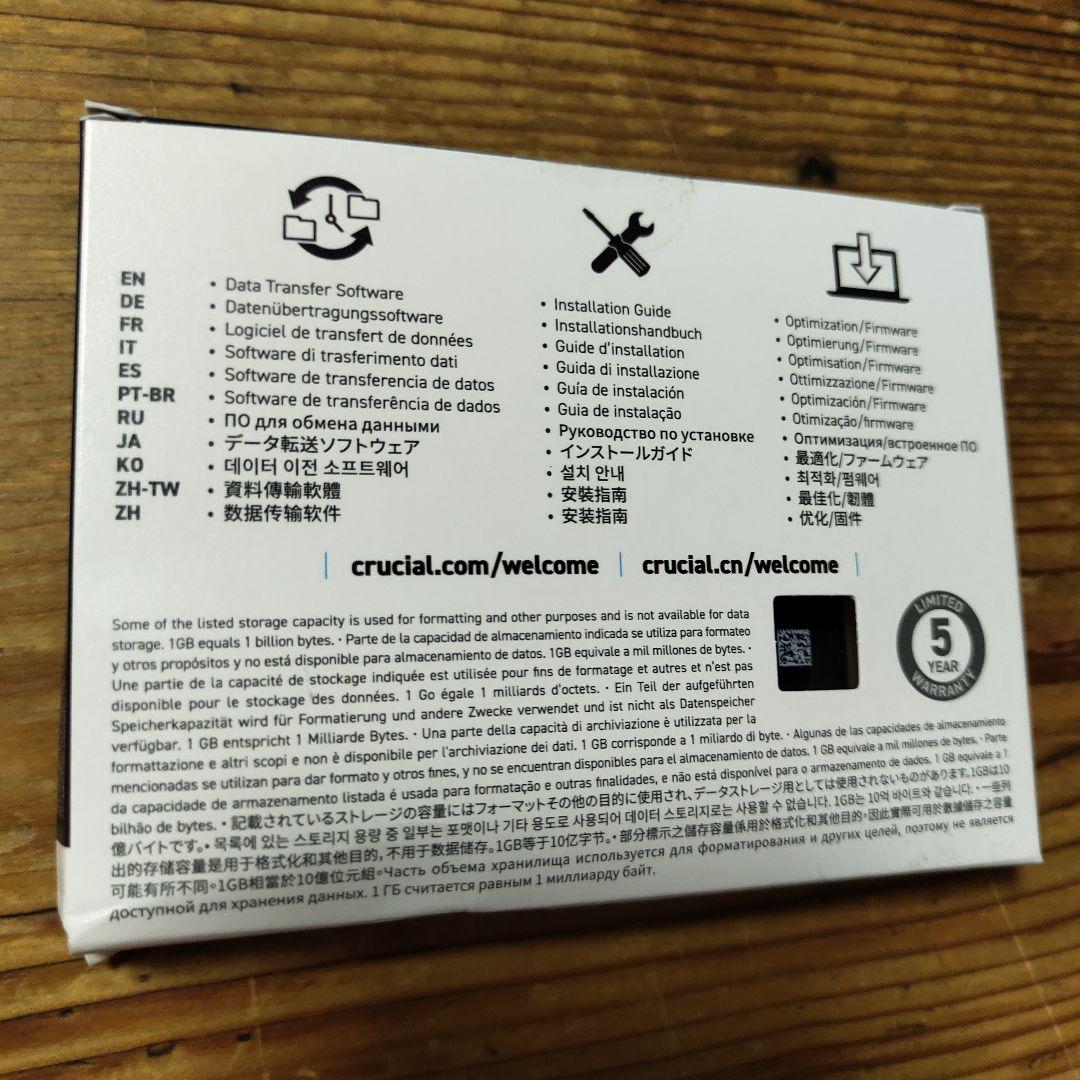 EN
DE
FR
IT
ES
PT-BR
RU
JA
KO
ZH-TW
ZH
• Data Transfer Software
• Datenübertragungssoftware
• Logiciel de transfert de données
• Software di trasferimento dati
• Software de transferencia de datos
• Software de transferência de dados
• ПО для обмена данными
• データ転送ソフトウェア
• 데이터 이전 소프트웨어
• 資料傳輸軟體
• 数据传输软件
• Installation Guide
• Installationshandbuch
• Guide d'installation
• Guida di installazione
• Guía de instalación
• Guia de instalação
• Руководство по установке
• インストールガイド
• 설치 안내
• 安裝指南
• 安装指南
• Optimization/Firmware
• Optimierung/Firmware
• Optimisation/Firmware
• Ottimizzazione/Firmware
• Optimización/Firmware
• Otimização/firmware
• Оптимизация/встроенное ПО
• 最適化/ファームウェア
• 최적화/펌웨어
• 最佳化/韌體
• 优化/固件
crucial.com/welcome | crucial.cn/welcome
Some of the listed storage capacity is used for formatting and other purposes and is not available for data
storage. 1GB equals 1 billion bytes. • Parte de la capacidad de almacenamiento indicada se utiliza para formateo
y otros propósitos y no está disponible para almacenamiento de datos. 1GB equivale a mil millones de bytes. •
Une partie de la capacité de stockage indiquée est utilisée pour fins de formatage et autres et n'est pas
disponible pour le stockage des données. 1 Go égale 1 milliards d'octets. • Ein Teil der aufgeführten
Speicherkapazität wird für Formatierung und andere Zwecke verwendet und ist nicht als Datenspeicher
verfügbar. 1 GB entspricht 1 Milliarde Bytes. • Una parte della capacità di archiviazione è utilizzata per la
formattazione e altri scopi e non è disponibile per l'archiviazione dei dati. 1 GB corrisponde a 1 miliardo di byte. • Algunas de las capacidades de almacenamiento
mencionadas se utilizan para dar formato y otros fines, y no se encuentran disponibles para el almacenamiento de datos. 1 GB equivale a mil millones de bytes. • Parte
da capacidade de armazenamento listada é usada para formatação e outras finalidades, e não está disponível para o armazenamento de dados. 1 GB equivale a 1
bilhão de bytes. • 記載されているストレージの容量にはフォーマットその他の目的に使用され、データストレージ用としては使用されないものがあります。1GBは10
億バイトです。• 목록에 있는 스토리지 용량 중 일부는 포맷이나 기타 용도로 사용되어 데이터 스토리지로는 사용할 수 없습니다. 1GB는 10억 바이트와 같습니다. • 一些列
出的存储容量是用于格式化和其他目的, 不用于数据储存。1GB等于10亿字节。• 部分標示之儲存容量係用於格式化和其他目的。因此實際可用於數據儲存之容量
可能有所不同。1GB相當於10億位元組。Часть объема хранилища используется для форматирования и других целей, поэтому не является
доступной для хранения данных. 1 ГБ считается равным 1 миллиарду байт.
LIMITED
5
YEAR
WARRANTY